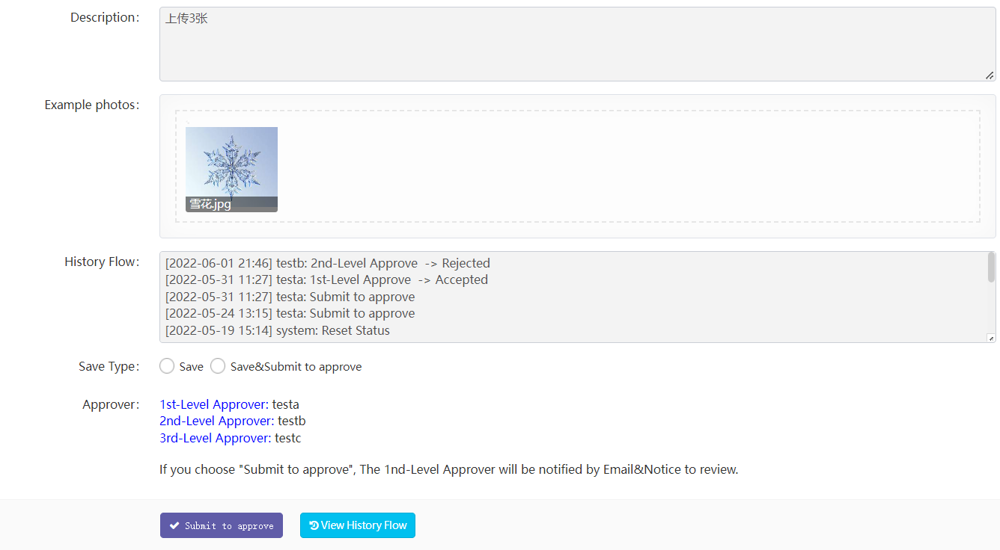 Description:
上传3张
Example photos:
雪花.jpg
History Flow:
[2022-06-01 21:46] testb: 2nd-Level Approve -> Rejected
[2022-05-31 11:27] testa: 1st-Level Approve -> Accepted
[2022-05-31 11:27] testa: Submit to approve
[2022-05-24 13:15] testa: Submit to approve
[2022-05-19 15:14] system: Reset Status
Save Type:
Save Save&Submit to approve
Approver:
1st-Level Approver: testa
2nd-Level Approver: testb
3rd-Level Approver: testc
If you choose "Submit to approve", The 1nd-Level Approver will be notified by Email&Notice to review.
Submit to approve
View History Flow